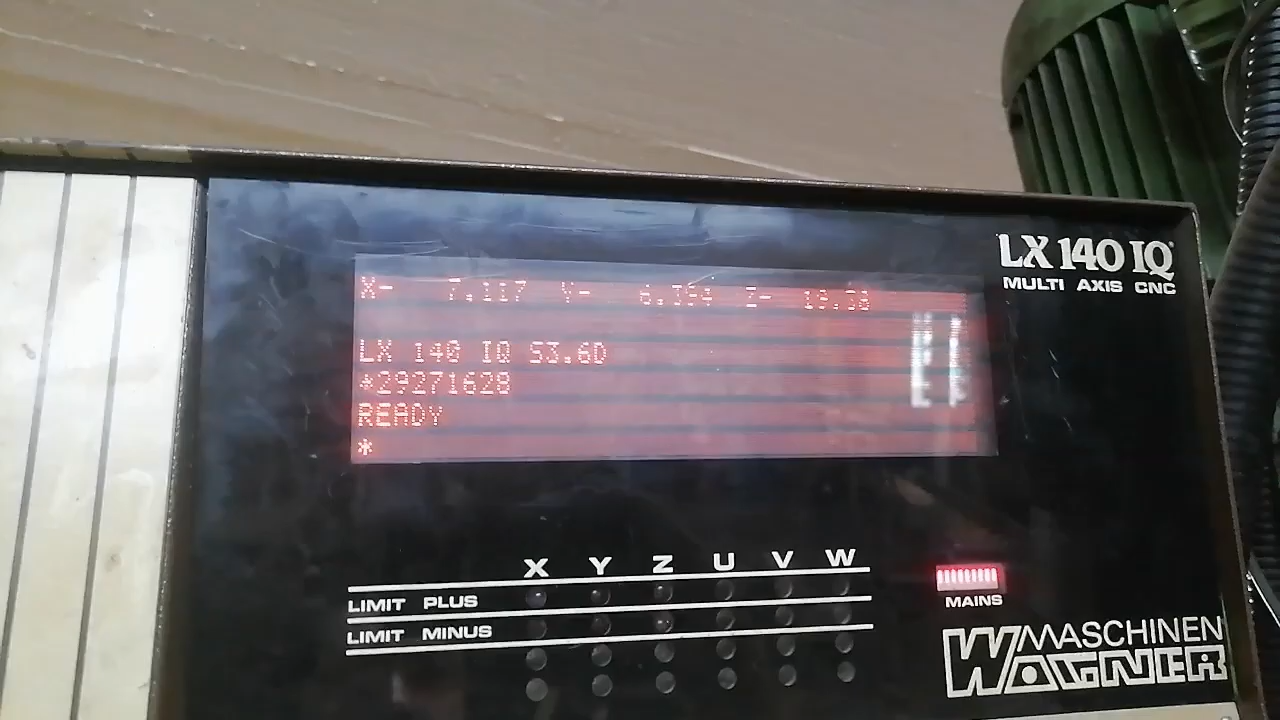 LX 140 IQ
MULTI AXIS CNC
X- 7.117 Y- 6.394 Z- 19.38
LX 140 IQ S3.6D
*29271628
READY
*
X Y Z U V W
LIMIT PLUS
LIMIT MINUS
MAINS
MASCHINEN
WAGNER